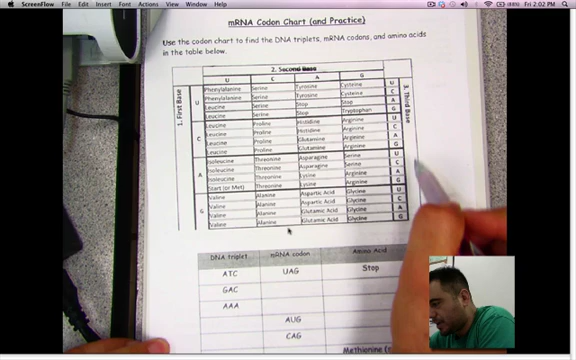 ScreenFlow File Edit Mark Arrange Font Actions Window Help Fri 2:02 PM
mRNA Codon Chart (and Practice)
Use the codon chart to find the DNA triplets, mRNA codons, and amino acids
in the table below.
2. Second Base
U C A G
1. First Base
3. Third Base
U Phenylalanine Serine Tyrosine Cysteine U
Phenylalanine Serine Tyrosine Cysteine C
Leucine Serine Stop Stop A
Leucine Serine Stop Tryptophan G
C Leucine Proline Histidine Arginine U
Leucine Proline Histidine Arginine C
Leucine Proline Glutamine Arginine A
Leucine Proline Glutamine Arginine G
A Isoleucine Threonine Asparagine Serine U
Isoleucine Threonine Asparagine Serine C
Isoleucine Threonine Lysine Arginine A
Start (or Met) Threonine Lysine Arginine G
G Valine Alanine Aspartic Acid Glycine U
Valine Alanine Aspartic Acid Glycine C
Valine Alanine Glutamic Acid Glycine A
Valine Alanine Glutamic Acid Glycine G
DNA triplet mRNA codon Amino Acid
ATC UAG Stop
GAC
AAA
AUG
CAG
Methionine